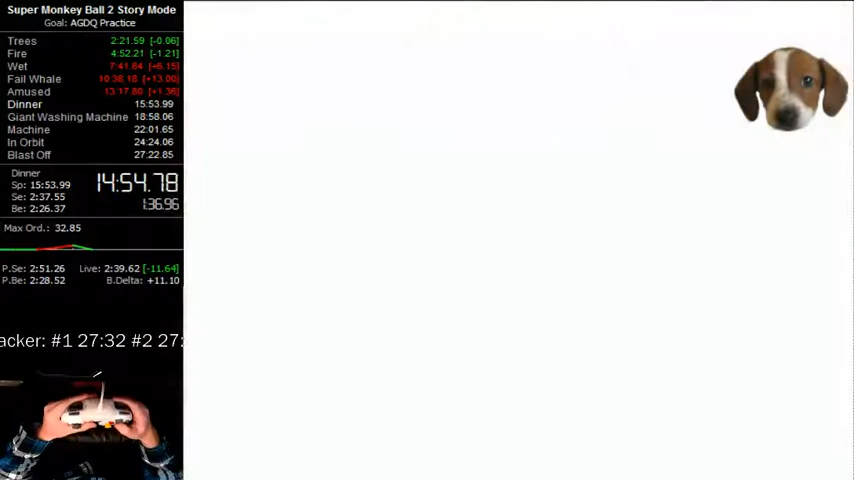 Super Monkey Ball 2 Story Mode
Goal: AGDQ Practice
Trees 2:21.59 [-0.06]
Fire 4:52.21 [-1.21]
Wet 7:41.84 [+6.15]
Fail Whale 10:38.18 [+13.00]
Amused 13:17.80 [+1.36]
Dinner 15:53.99
Giant Washing Machine 18:58.06
Machine 22:01.65
In Orbit 24:24.06
Blast Off 27:22.85
Dinner
Sp: 15:53.99 14:54.78
Se: 2:37.55 1:36.96
Be: 2:26.37
Max Ord.: 32.85
P.Se: 2:51.26 Live: 2:39.62 [-11.64]
P.Be: 2:28.52 B.Delta: +11.10
acker: #1 27:32 #2 27: